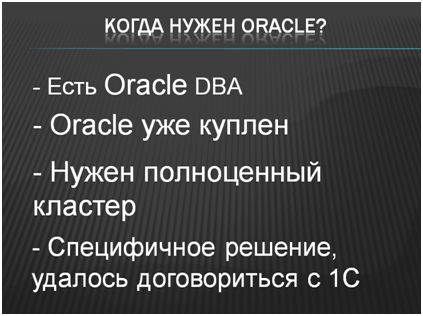 КОГДА НУЖЕН ORACLE?
- Есть Oracle DBA
- Oracle уже куплен
- Нужен полноценный
кластер
- Специфичное решение,
удалось договориться с 1С